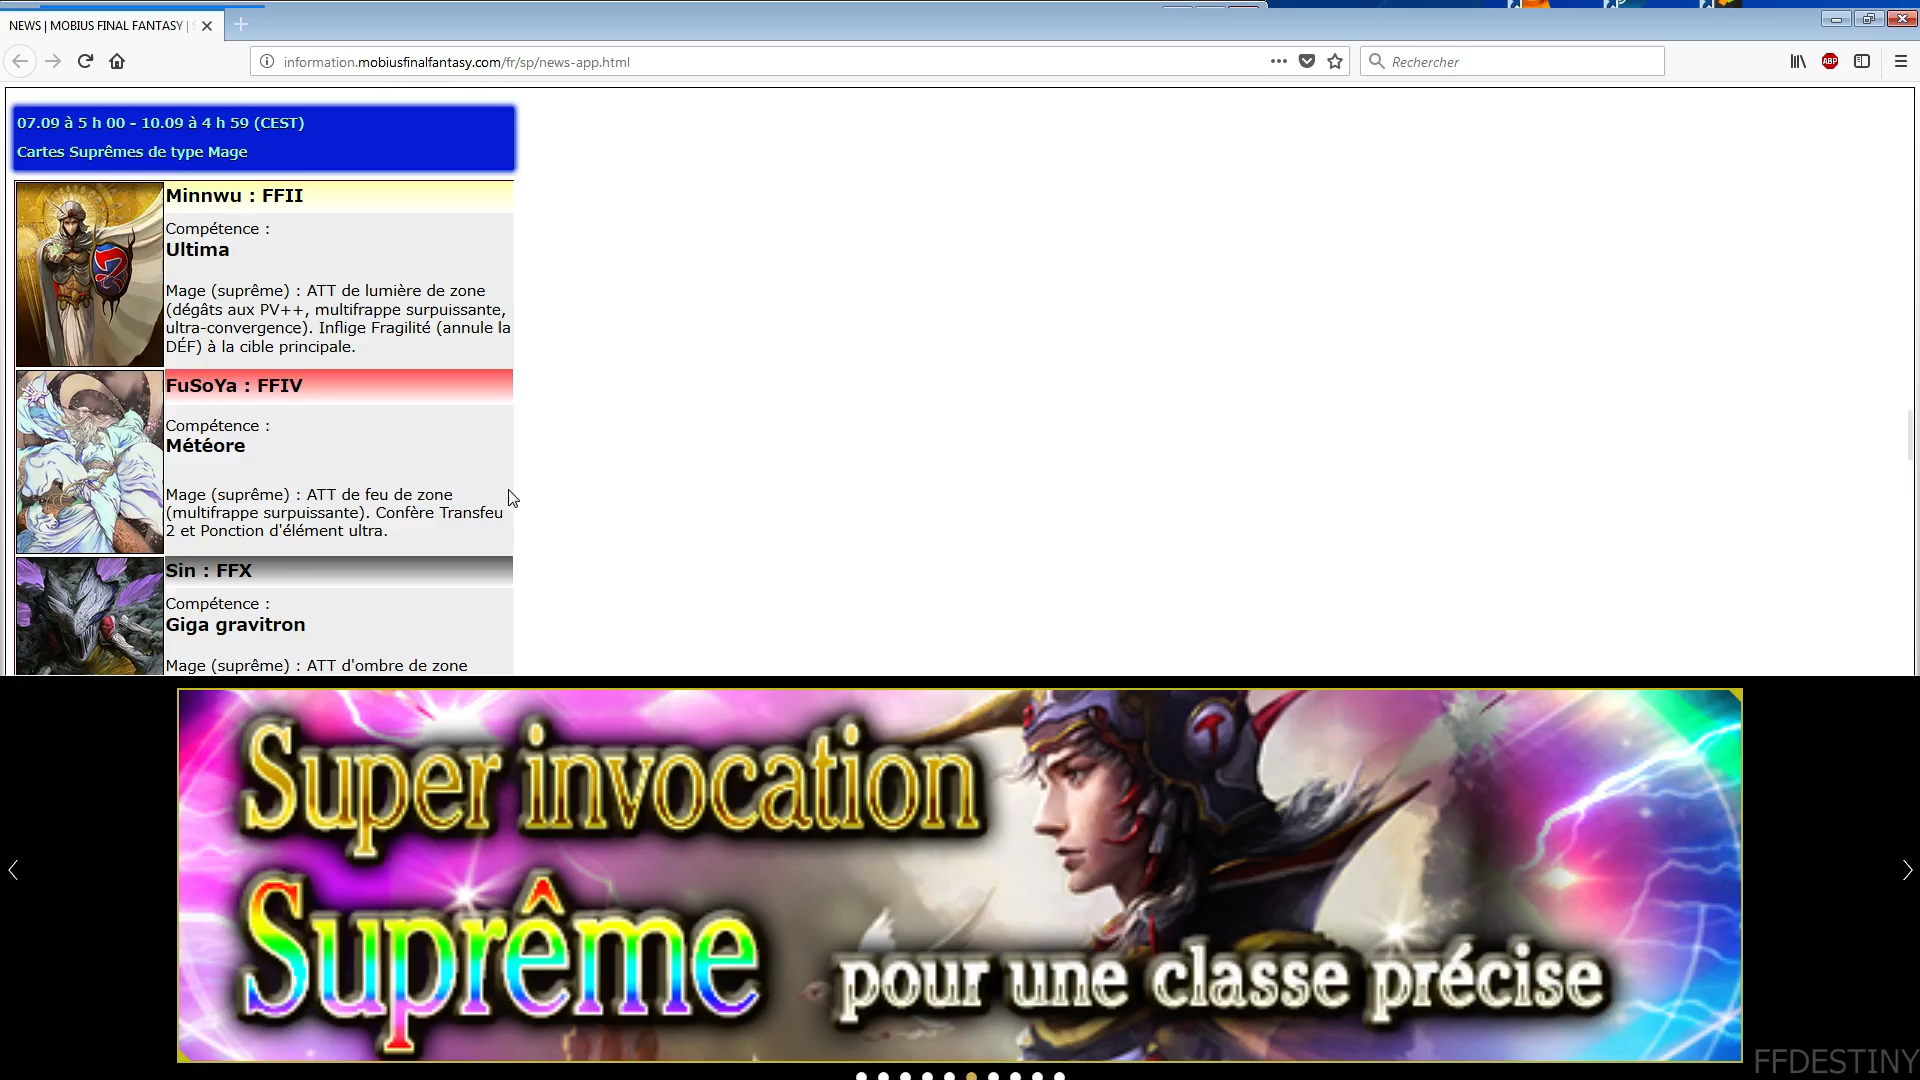 NEWS | MOBIUS FINAL FANTASY |
information.mobiusfinalfantasy.com/fr/sp/news-app.html
Rechercher
ABP
07.09 à 5 h 00 - 10.09 à 4 h 59 (CEST)
Cartes Suprêmes de type Mage
Minnwu : FFII
Compétence :
Ultima
Mage (suprême) : ATT de lumière de zone
(dégâts aux PV++, multifrappe surpuissante,
ultra-convergence). Inflige Fragilité (annule la
DÉF) à la cible principale.
FuSoYa : FFIV
Compétence :
Météore
Mage (suprême) : ATT de feu de zone
(multifrappe surpuissante). Confère Transfeu
2 et Ponction d'élément ultra.
Sin : FFX
Compétence :
Giga gravitron
Mage (suprême) : ATT d'ombre de zone
Super invocation
Suprême pour une classe précise
FFDESTINY